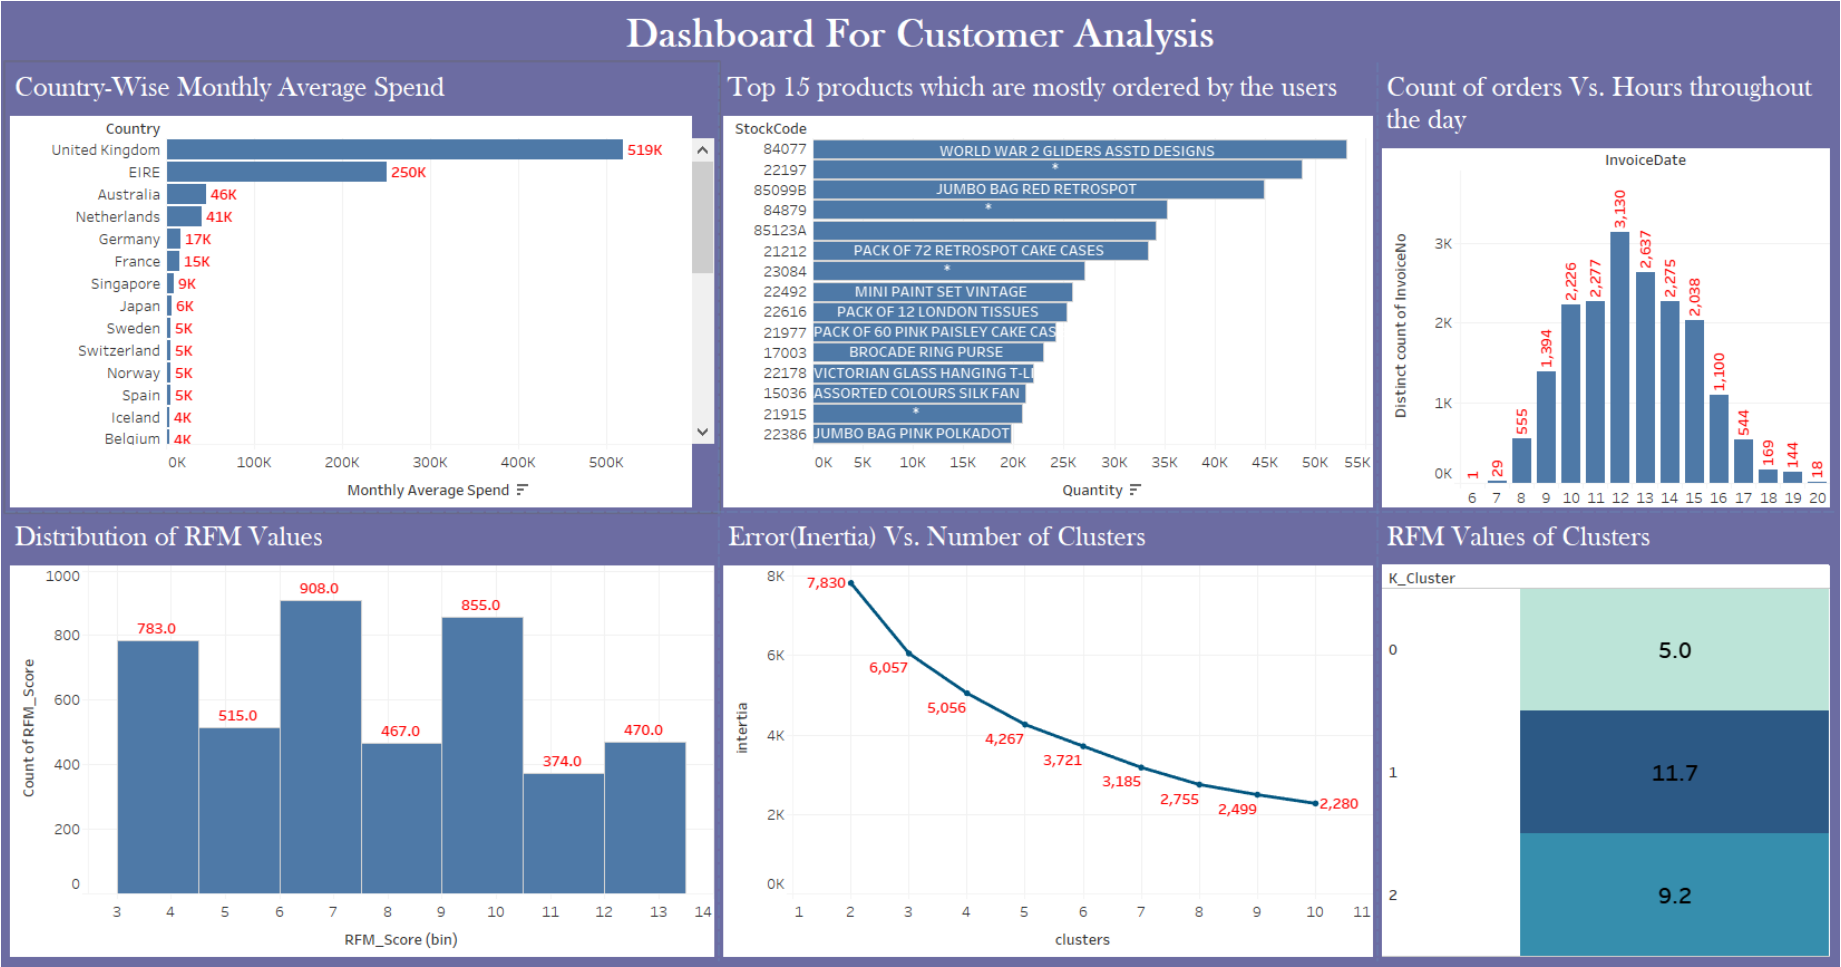 Dashboard For Customer Analysis
Country-Wise Monthly Average Spend
Country
United Kingdom 519K
EIRE 250K
Australia 46K
Netherlands 41K
Germany 17K
France 15K
Singapore 9K
Japan 6K
Sweden 5K
Switzerland 5K
Norway 5K
Spain 5K
Iceland 4K
Belgium 4K
0K 100K 200K 300K 400K 500K
Monthly Average Spend
Top 15 products which are mostly ordered by the users
StockCode
84077 WORLD WAR 2 GLIDERS ASSTD DESIGNS
22197 *
85099B JUMBO BAG RED RETROSPOT
84879 *
85123A
21212 PACK OF 72 RETROSPOT CAKE CASES
23084 *
22492 MINI PAINT SET VINTAGE
22616 PACK OF 12 LONDON TISSUES
21977 PACK OF 60 PINK PAISLEY CAKE CAS
17003 BROCADE RING PURSE
22178 VICTORIAN GLASS HANGING T-LI
15036 ASSORTED COLOURS SILK FAN
21915 *
22386 JUMBO BAG PINK POLKADOT
0K 5K 10K 15K 20K 25K 30K 35K 40K 45K 50K 55K
Quantity
Count of orders Vs. Hours throughout
the day
InvoiceDate
Distinct count of InvoiceNo
3K
2K
1K
0K
1 29 555 1,394 2,226 2,277 3,130 2,637 2,275 2,038 1,100 544 169 144 18
6 7 8 9 10 11 12 13 14 15 16 17 18 19 20
Distribution of RFM Values
Count of RFM_Score
1000
800
600
400
200
0
783.0 515.0 908.0 467.0 855.0 374.0 470.0
3 4 5 6 7 8 9 10 11 12 13 14
RFM_Score (bin)
Error(Inertia) Vs. Number of Clusters
intertia
8K
6K
4K
2K
0K
7,830 6,057 5,056 4,267 3,721 3,185 2,755 2,499 2,280
1 2 3 4 5 6 7 8 9 10 11
clusters
RFM Values of Clusters
K_Cluster
0 5.0
1 11.7
2 9.2